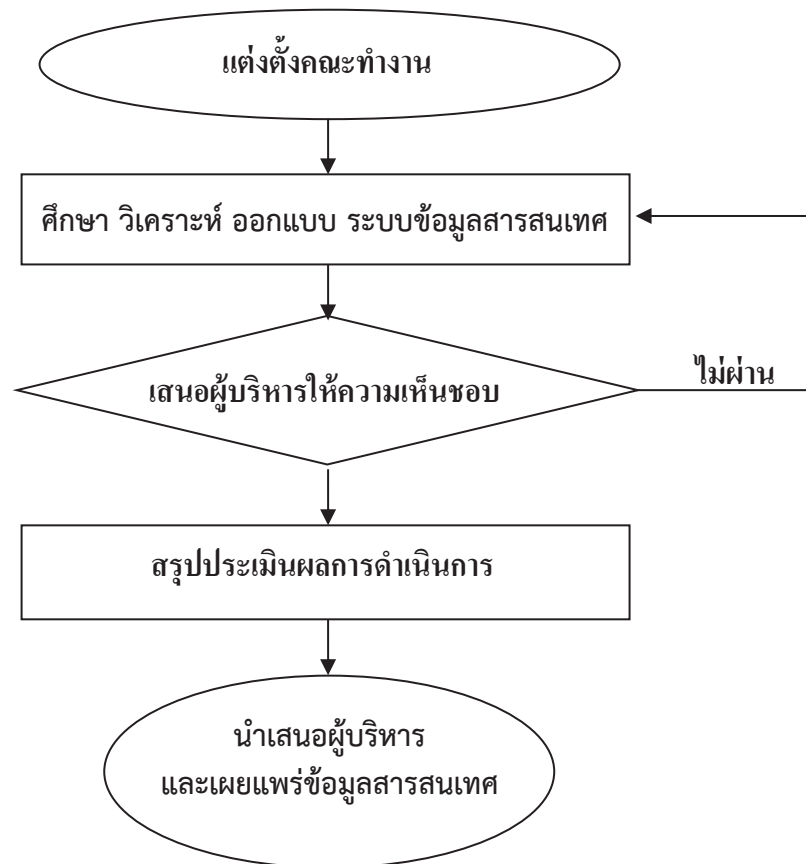 แต่งตั้งคณะทำงาน
ศึกษา วิเคราะห์ ออกแบบ ระบบข้อมูลสารสนเทศ
เสนอผู้บริหารให้ความเห็นชอบ
ไม่ผ่าน
สรุปประเมินผลการดำเนินการ
นำเสนอผู้บริหาร
และเผยแพร่ข้อมูลสารสนเทศ